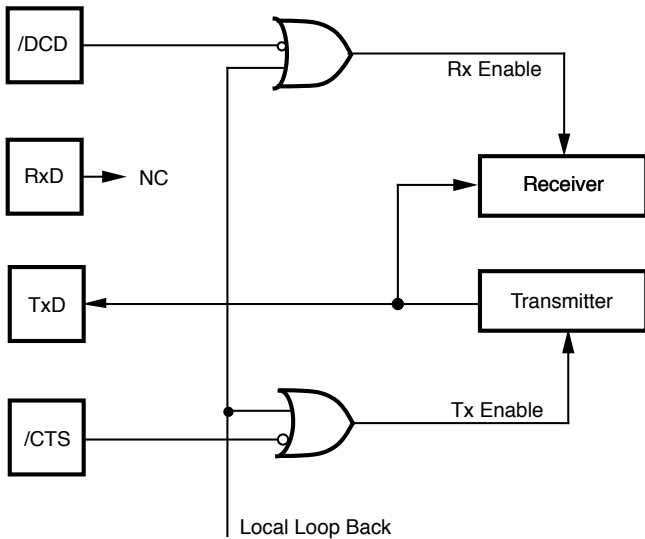 /DCD
Rx Enable
RxD
NC
Receiver
TxD
Transmitter
Tx Enable
/CTS
Local Loop Back